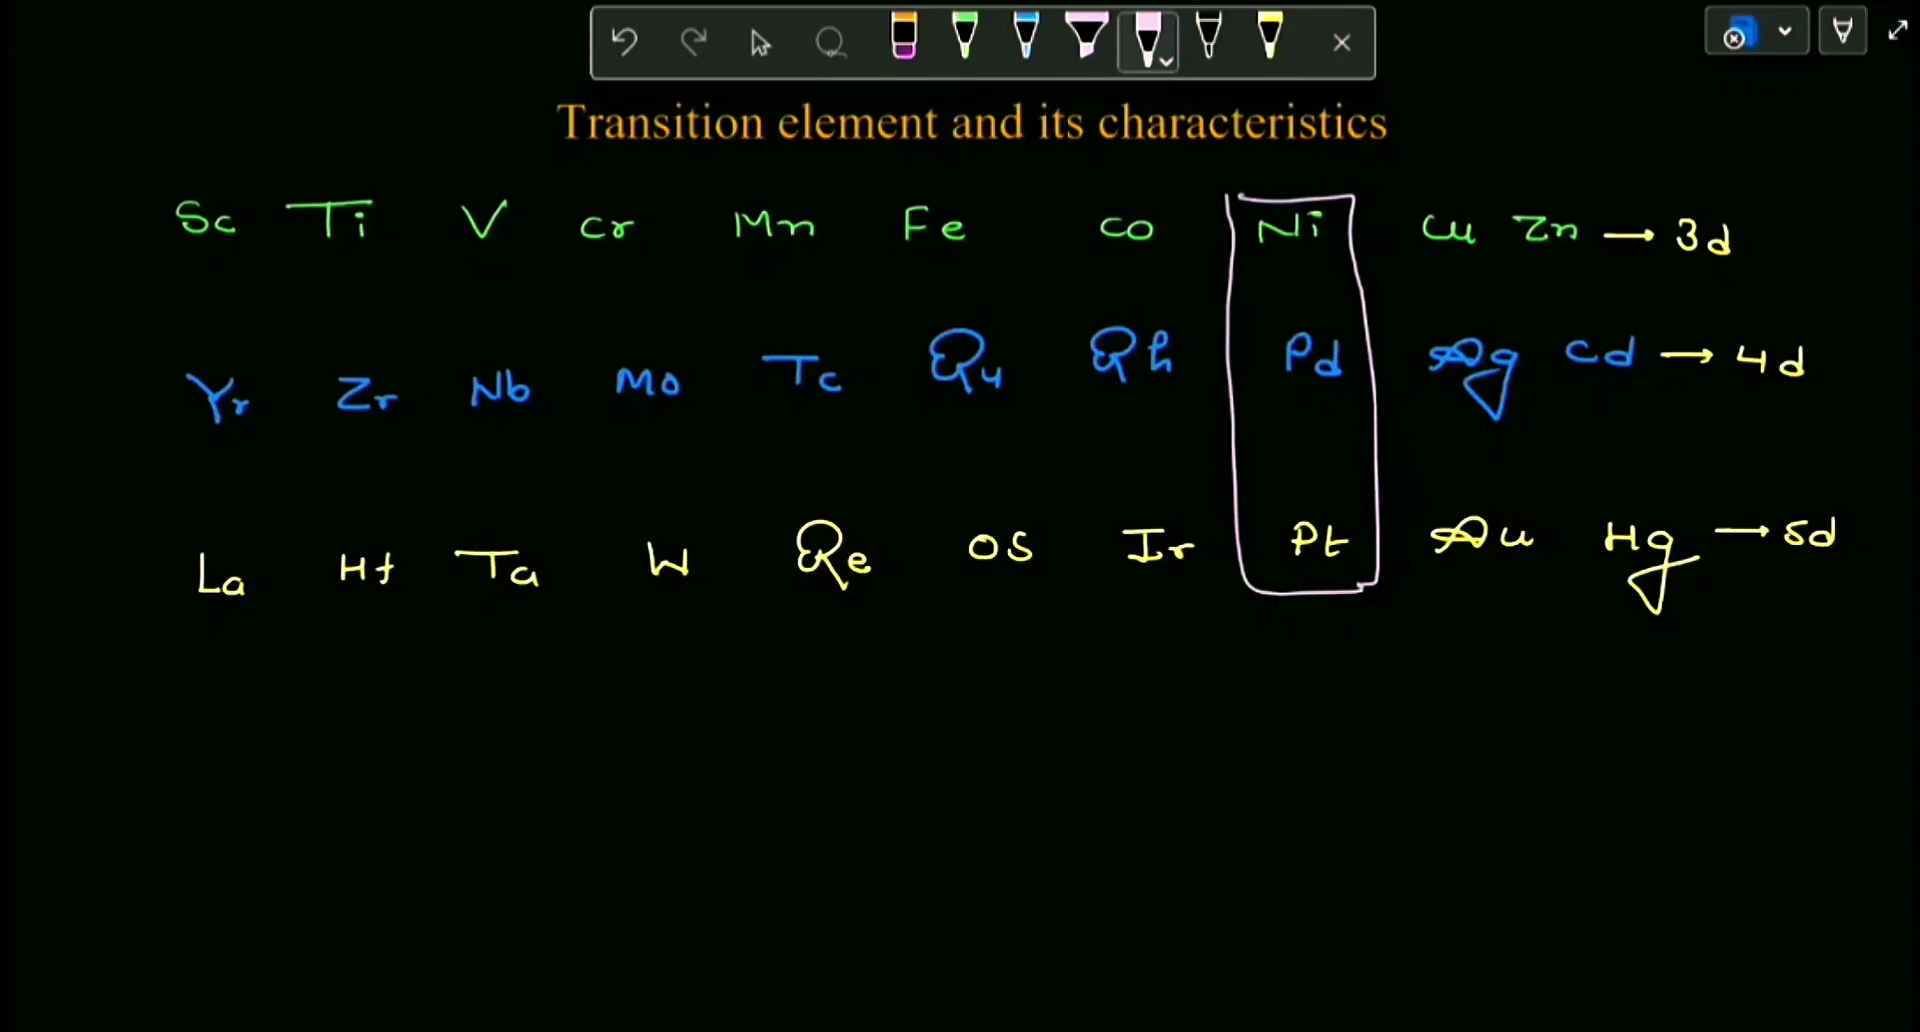 Transition element and its characteristics
Sc Ti V Cr Mn Fe Co Ni Cu Zn → 3d
Yr Zr Nb Mo Tc Ru Rh Pd Ag Cd → 4d
La Hf Ta W Re Os Ir Pt Au Hg → 5d